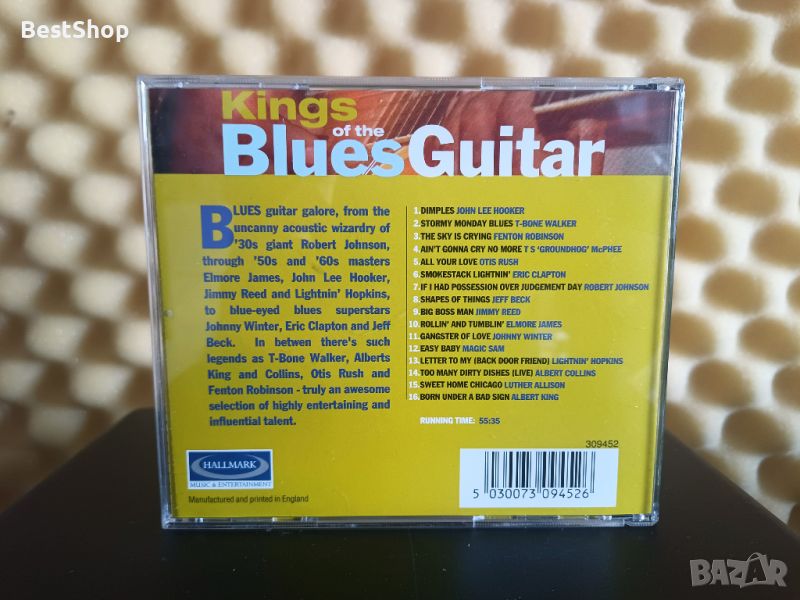 BestShop
Kings
of the
Blues Guitar
BLUES guitar galore, from the
uncanny acoustic wizardry of
'30s giant Robert Johnson,
through '50s and '60s masters
Elmore James, John Lee Hooker,
Jimmy Reed and Lightnin' Hopkins,
to blue-eyed blues superstars
Johnny Winter, Eric Clapton and Jeff
Beck. In betwen there's such
legends as T-Bone Walker, Alberts
King and Collins, Otis Rush and
Fenton Robinson - truly an awesome
selection of highly entertaining and
influential talent.
1. DIMPLES JOHN LEE HOOKER
2. STORMY MONDAY BLUES T-BONE WALKER
3. THE SKY IS CRYING FENTON ROBINSON
4. AIN'T GONNA CRY NO MORE T S 'GROUNDHOG' McPHEE
5. ALL YOUR LOVE OTIS RUSH
6. SMOKESTACK LIGHTNIN' ERIC CLAPTON
7. IF I HAD POSSESSION OVER JUDGEMENT DAY ROBERT JOHNSON
8. SHAPES OF THINGS JEFF BECK
9. BIG BOSS MAN JIMMY REED
10. ROLLIN' AND TUMBLIN' ELMORE JAMES
11. GANGSTER OF LOVE JOHNNY WINTER
12. EASY BABY MAGIC SAM
13. LETTER TO MY (BACK DOOR FRIEND) LIGHTNIN' HOPKINS
14. TOO MANY DIRTY DISHES (LIVE) ALBERT COLLINS
15. SWEET HOME CHICAGO LUTHER ALLISON
16. BORN UNDER A BAD SIGN ALBERT KING
RUNNING TIME: 55:35
309452
HALLMARK
MUSIC & ENTERTAINMENT
5 030073 094526
Manufactured and printed in England
BAZAR